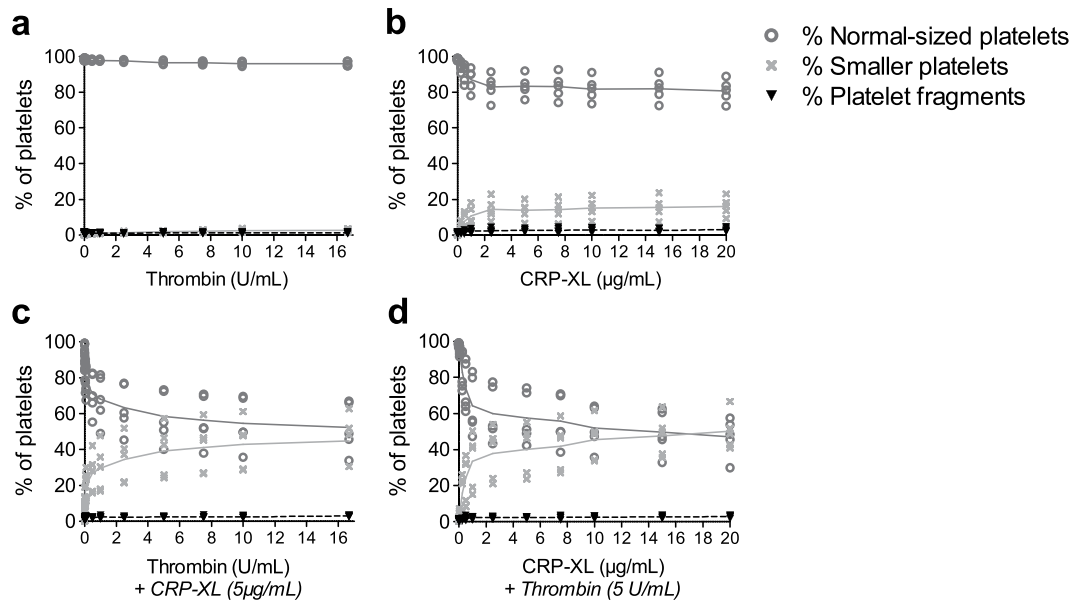 a
100
80
60
40
20
0
% of platelets
0 2 4 6 8 10 12 14 16
Thrombin (U/mL)
b
100
80
60
40
20
0
% of platelets
0 2 4 6 8 10 12 14 16 18 20
CRP-XL (µg/mL)
% Normal-sized platelets
% Smaller platelets
% Platelet fragments
c
100
80
60
40
20
0
% of platelets
0 2 4 6 8 10 12 14 16
Thrombin (U/mL)
+ CRP-XL (5µg/mL)
d
100
80
60
40
20
0
% of platelets
0 2 4 6 8 10 12 14 16 18 20
CRP-XL (µg/mL)
+ Thrombin (5 U/mL)